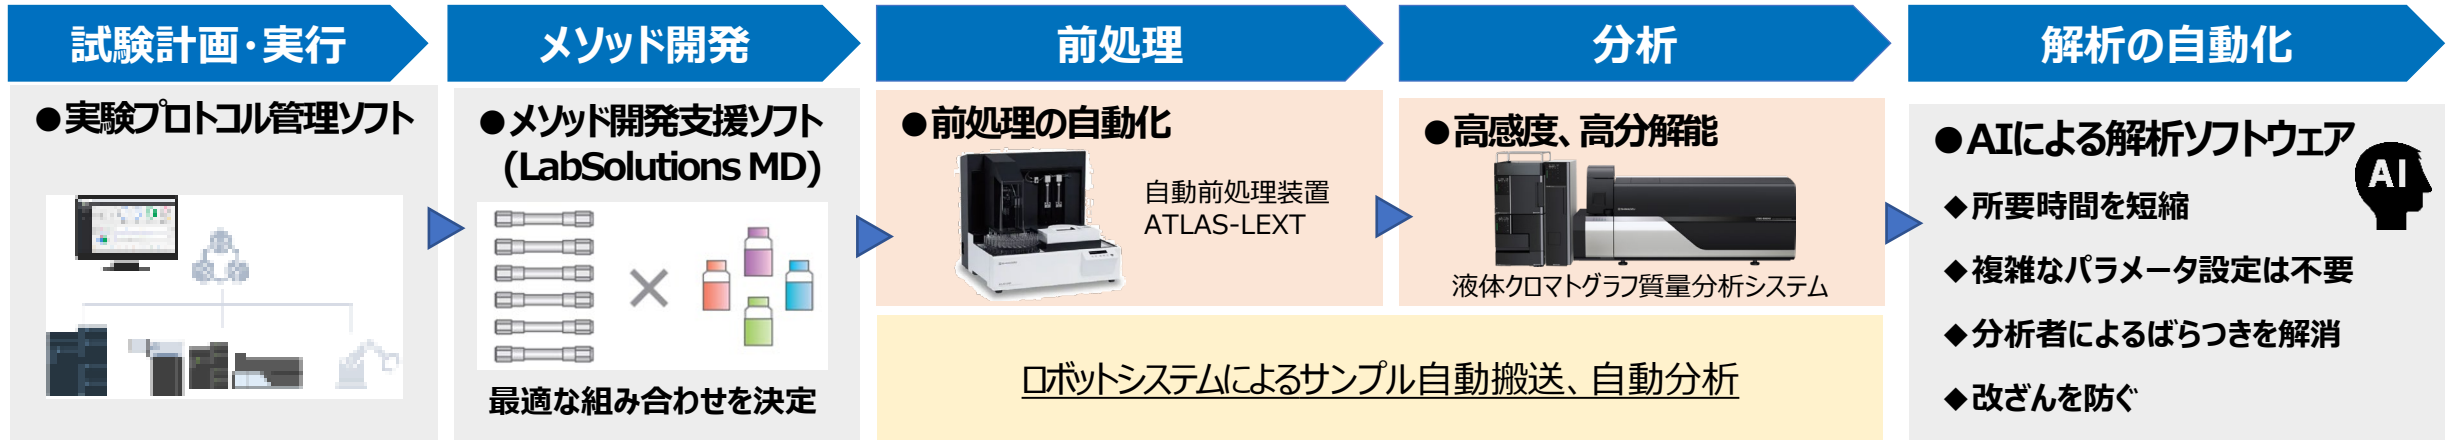 試験計画・実行
メソッド開発
前処理
分析
解析の自動化
●実験プロトコル管理ソフト
●メソッド開発支援ソフト
(LabSolutions MD)
最適な組み合わせを決定
●前処理の自動化
自動前処理装置
ATLAS-LEXT
●高感度、高分解能
液体クロマトグラフ質量分析システム
ロボットシステムによるサンプル自動搬送、自動分析
●AIによる解析ソフトウェア
AI
◆所要時間を短縮
◆複雑なパラメータ設定は不要
◆分析者によるばらつきを解消
◆改ざんを防ぐ